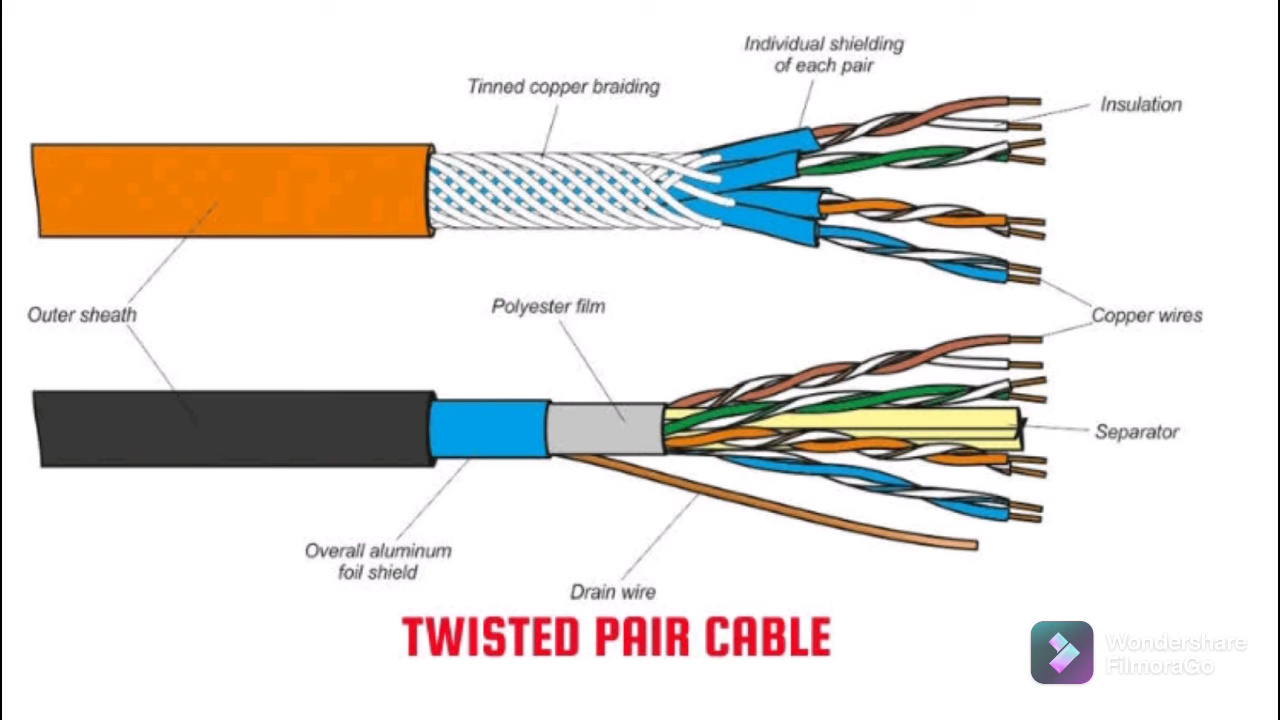 Individual shielding
of each pair
Tinned copper braiding
Insulation
Outer sheath
Polyester film
Copper wires
Separator
Overall aluminum
foil shield
Drain wire
TWISTED PAIR CABLE
Wondershare
FilmoraGo